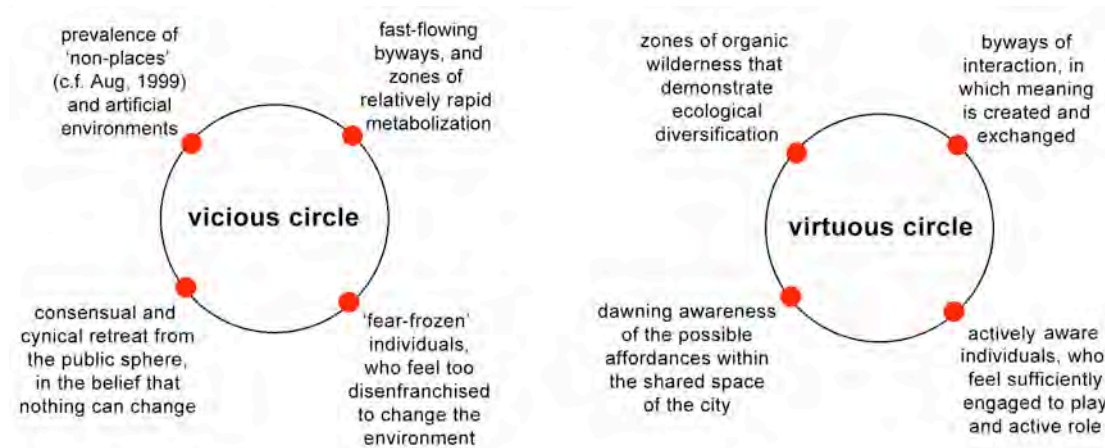 prevalence of
'non-places'
(c.f. Aug, 1999)
and artificial
environments
fast-flowing
byways, and
zones of
relatively rapid
metabolization
vicious circle
consensual and
cynical retreat from
the public sphere,
in the belief that
nothing can change
'fear-frozen'
individuals,
who feel too
disenfranchised
to change the
environment
zones of organic
wilderness that
demonstrate
ecological
diversification
byways of
interaction, in
which meaning
is created and
exchanged
virtuous circle
dawning awareness
of the possible
affordances within
the shared space
of the city
actively aware
individuals, who
feel sufficiently
engaged to play
and active role